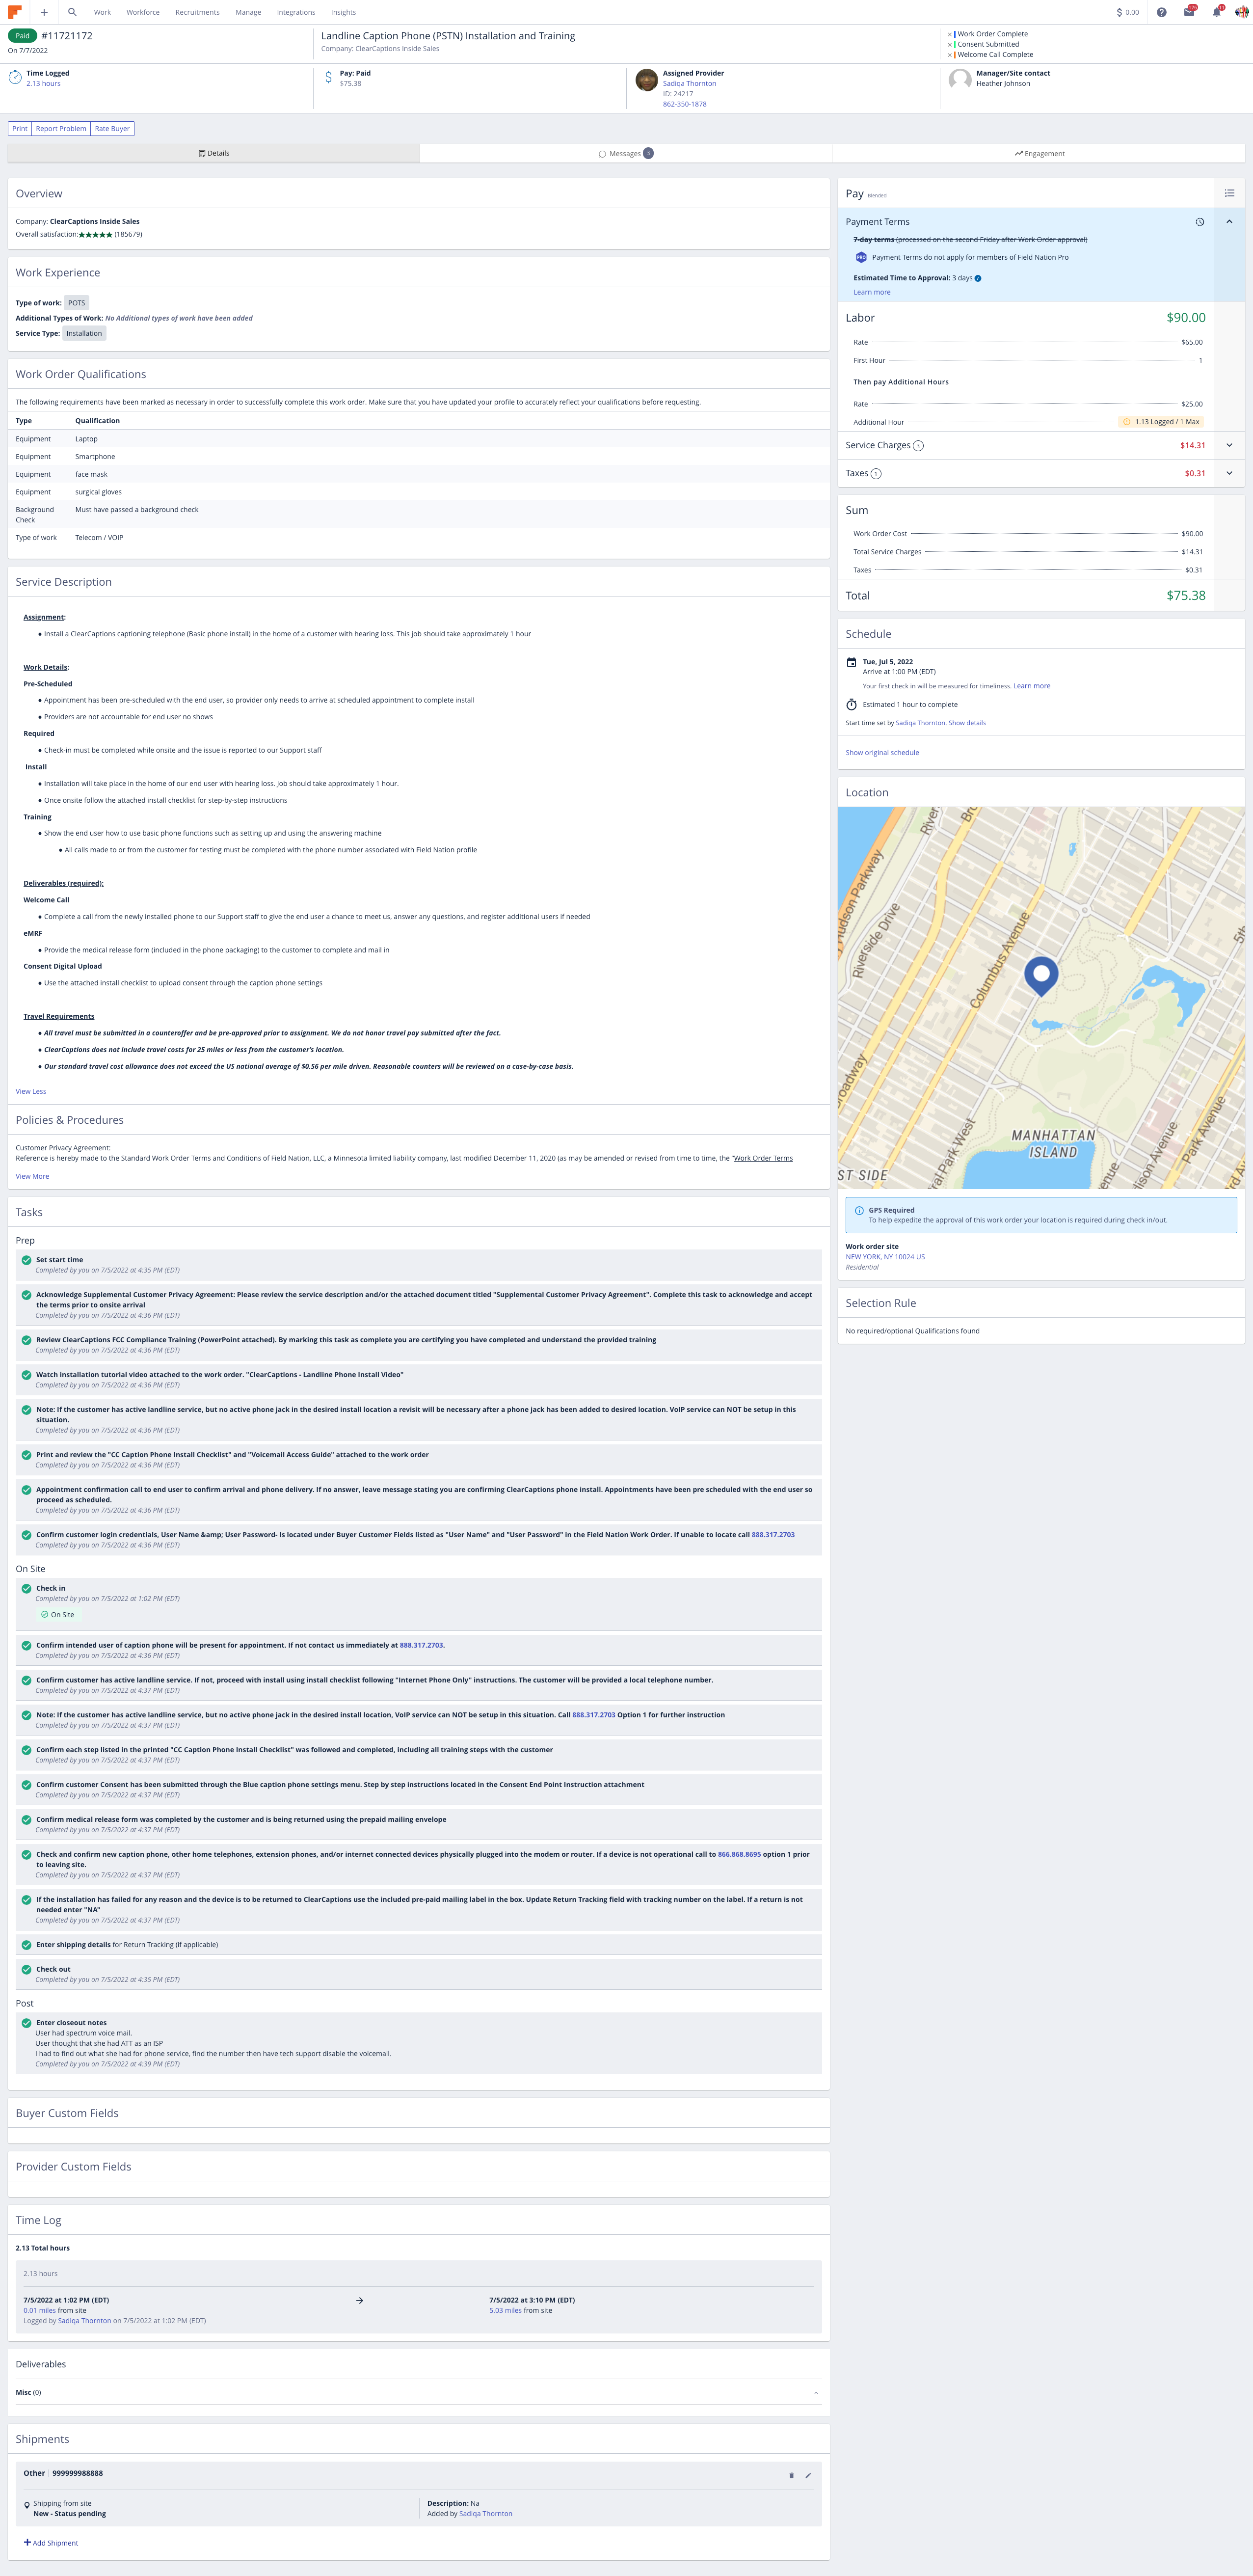 Work Workforce Recruitments Manage Integrations Insights $ 0.00
Paid #11721172
On 7/7/2022
Landline Caption Phone (PSTN) Installation and Training
Company: ClearCaptions Inside Sales
× Work Order Complete
× Consent Submitted
× Welcome Call Complete
Time Logged
2.13 hours
Pay: Paid
$75.38
Assigned Provider
Sadiqa Thornton
ID: 24217
862-350-1878
Manager/Site contact
Heather Johnson
Print Report Problem Rate Buyer
Details Messages 3 Engagement
Overview
Company: ClearCaptions Inside Sales
Overall satisfaction:★★★★★ (185679)
Work Experience
Type of work: POTS
Additional Types of Work: No Additional types of work have been added
Service Type: Installation
Work Order Qualifications
The following requirements have been marked as necessary in order to successfully complete this work order. Make sure that you have updated your profile to accurately reflect your qualifications before requesting.
Type Qualification
Equipment Laptop
Equipment Smartphone
Equipment face mask
Equipment surgical gloves
Background Must have passed a background check
Check
Type of work Telecom / VOIP
Service Description
Assignment:
● Install a ClearCaptions captioning telephone (Basic phone install) in the home of a customer with hearing loss. This job should take approximately 1 hour
Work Details:
Pre-Scheduled
● Appointment has been pre-scheduled with the end user, so provider only needs to arrive at scheduled appointment to complete install
● Providers are not accountable for end user no shows
Required
● Check-in must be completed while onsite and the issue is reported to our Support staff
Install
● Installation will take place in the home of our end user with hearing loss. Job should take approximately 1 hour.
● Once onsite follow the attached install checklist for step-by-step instructions
Training
● Show the end user how to use basic phone functions such as setting up and using the answering machine
● All calls made to or from the customer for testing must be completed with the phone number associated with Field Nation profile
Deliverables (required):
Welcome Call
● Complete a call from the newly installed phone to our Support staff to give the end user a chance to meet us, answer any questions, and register additional users if needed
eMRF
● Provide the medical release form (included in the phone packaging) to the customer to complete and mail in
Consent Digital Upload
● Use the attached install checklist to upload consent through the caption phone settings
Travel Requirements
● All travel must be submitted in a counteroffer and be pre-approved prior to assignment. We do not honor travel pay submitted after the fact.
● ClearCaptions does not include travel costs for 25 miles or less from the customer's location.
● Our standard travel cost allowance does not exceed the US national average of $0.56 per mile driven. Reasonable counters will be reviewed on a case-by-case basis.
View Less
Policies & Procedures
Customer Privacy Agreement:
Reference is hereby made to the Standard Work Order Terms and Conditions of Field Nation, LLC, a Minnesota limited liability company, last modified December 11, 2020 (as may be amended or revised from time to time, the "Work Order Terms
View More
Tasks
Prep
Set start time
Completed by you on 7/5/2022 at 4:35 PM (EDT)
Acknowledge Supplemental Customer Privacy Agreement: Please review the service description and/or the attached document titled "Supplemental Customer Privacy Agreement". Complete this task to acknowledge and accept
the terms prior to onsite arrival
Completed by you on 7/5/2022 at 4:36 PM (EDT)
Review ClearCaptions FCC Compliance Training (PowerPoint attached). By marking this task as complete you are certifying you have completed and understand the provided training
Completed by you on 7/5/2022 at 4:36 PM (EDT)
Watch installation tutorial video attached to the work order. "ClearCaptions - Landline Phone Install Video"
Completed by you on 7/5/2022 at 4:36 PM (EDT)
Note: If the customer has active landline service, but no active phone jack in the desired install location a revisit will be necessary after a phone jack has been added to desired location. VoIP service can NOT be setup in this
situation.
Completed by you on 7/5/2022 at 4:36 PM (EDT)
Print and review the "CC Caption Phone Install Checklist" and "Voicemail Access Guide" attached to the work order
Completed by you on 7/5/2022 at 4:36 PM (EDT)
Appointment confirmation call to end user to confirm arrival and phone delivery. If no answer, leave message stating you are confirming ClearCaptions phone install. Appointments have been pre scheduled with the end user so
proceed as scheduled.
Completed by you on 7/5/2022 at 4:36 PM (EDT)
Confirm customer login credentials, User Name &amp; User Password- Is located under Buyer Customer Fields listed as "User Name" and "User Password" in the Field Nation Work Order. If unable to locate call 888.317.2703
Completed by you on 7/5/2022 at 4:36 PM (EDT)
On Site
Check in
Completed by you on 7/5/2022 at 1:02 PM (EDT)
On Site
Confirm intended user of caption phone will be present for appointment. If not contact us immediately at 888.317.2703.
Completed by you on 7/5/2022 at 4:36 PM (EDT)
Confirm customer has active landline service. If not, proceed with install using install checklist following "Internet Phone Only" instructions. The customer will be provided a local telephone number.
Completed by you on 7/5/2022 at 4:37 PM (EDT)
Note: If the customer has active landline service, but no active phone jack in the desired install location, VoIP service can NOT be setup in this situation. Call 888.317.2703 Option 1 for further instruction
Completed by you on 7/5/2022 at 4:37 PM (EDT)
Confirm each step listed in the printed "CC Caption Phone Install Checklist" was followed and completed, including all training steps with the customer
Completed by you on 7/5/2022 at 4:37 PM (EDT)
Confirm customer Consent has been submitted through the Blue caption phone settings menu. Step by step instructions located in the Consent End Point Instruction attachment
Completed by you on 7/5/2022 at 4:37 PM (EDT)
Confirm medical release form was completed by the customer and is being returned using the prepaid mailing envelope
Completed by you on 7/5/2022 at 4:37 PM (EDT)
Check and confirm new caption phone, other home telephones, extension phones, and/or internet connected devices physically plugged into the modem or router. If a device is not operational call to 866.868.8695 option 1 prior
to leaving site.
Completed by you on 7/5/2022 at 4:37 PM (EDT)
If the installation has failed for any reason and the device is to be returned to ClearCaptions use the included pre-paid mailing label in the box. Update Return Tracking field with tracking number on the label. If a return is not
needed enter "NA"
Completed by you on 7/5/2022 at 4:37 PM (EDT)
Enter shipping details for Return Tracking (if applicable)
Check out
Completed by you on 7/5/2022 at 4:35 PM (EDT)
Post
Enter closeout notes
User had spectrum voice mail.
User thought that she had ATT as an ISP
I had to find out what she had for phone service, find the number then have tech support disable the voicemail.
Completed by you on 7/5/2022 at 4:39 PM (EDT)
Buyer Custom Fields
Provider Custom Fields
Time Log
2.13 Total hours
2.13 hours
7/5/2022 at 1:02 PM (EDT) → 7/5/2022 at 3:10 PM (EDT)
0.01 miles from site 5.03 miles from site
Logged by Sadiqa Thornton on 7/5/2022 at 1:02 PM (EDT)
Deliverables
Misc (0)
Shipments
Other 999999988888
Shipping from site
New - Status pending
Description: Na
Added by Sadiqa Thornton
+ Add Shipment
Pay Blended
Payment Terms
7-day terms (processed on the second Friday after Work Order approval)
PRO Payment Terms do not apply for members of Field Nation Pro
Estimated Time to Approval: 3 days
Learn more
Labor $90.00
Rate $65.00
First Hour 1
Then pay Additional Hours
Rate $25.00
Additional Hour 1.13 Logged / 1 Max
Service Charges 3 $14.31
Taxes 1 $0.31
Sum
Work Order Cost $90.00
Total Service Charges $14.31
Taxes $0.31
Total $75.38
Schedule
Tue, Jul 5, 2022
Arrive at 1:00 PM (EDT)
Your first check in will be measured for timeliness. Learn more
Estimated 1 hour to complete
Start time set by Sadiqa Thornton. Show details
Show original schedule
Location
Hudson Parkway
Riverside Drive
Columbus Avenue
MANHATTAN
ISLAND
ST SIDE
Park Avenue
GPS Required
To help expedite the approval of this work order your location is required during check in/out.
Work order site
NEW YORK, NY 10024 US
Residential
Selection Rule
No required/optional Qualifications found